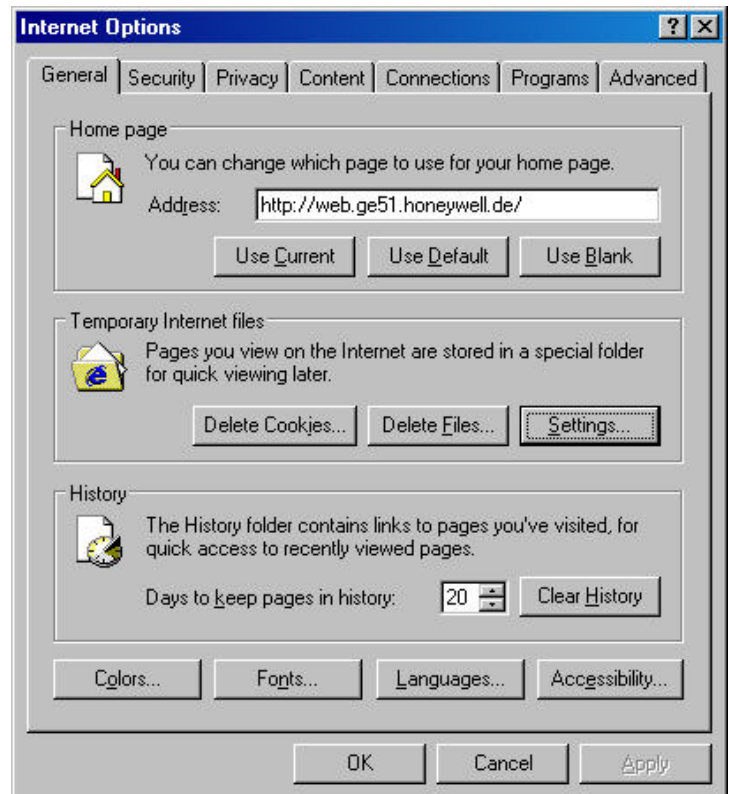 Internet Options
General Security Privacy Content Connections Programs Advanced
Home page
You can change which page to use for your home page.
Address: http://web.ge51.honeywell.de/
Use Current Use Default Use Blank
Temporary Internet files
Pages you view on the Internet are stored in a special folder
for quick viewing later.
Delete Cookies... Delete Files... Settings...
History
The History folder contains links to pages you've visited, for
quick access to recently viewed pages.
Days to keep pages in history: 20 Clear History
Colors... Fonts... Languages... Accessibility...
OK Cancel Apply